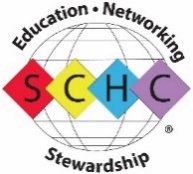 Education • Networking
SCHC
®
Stewardship